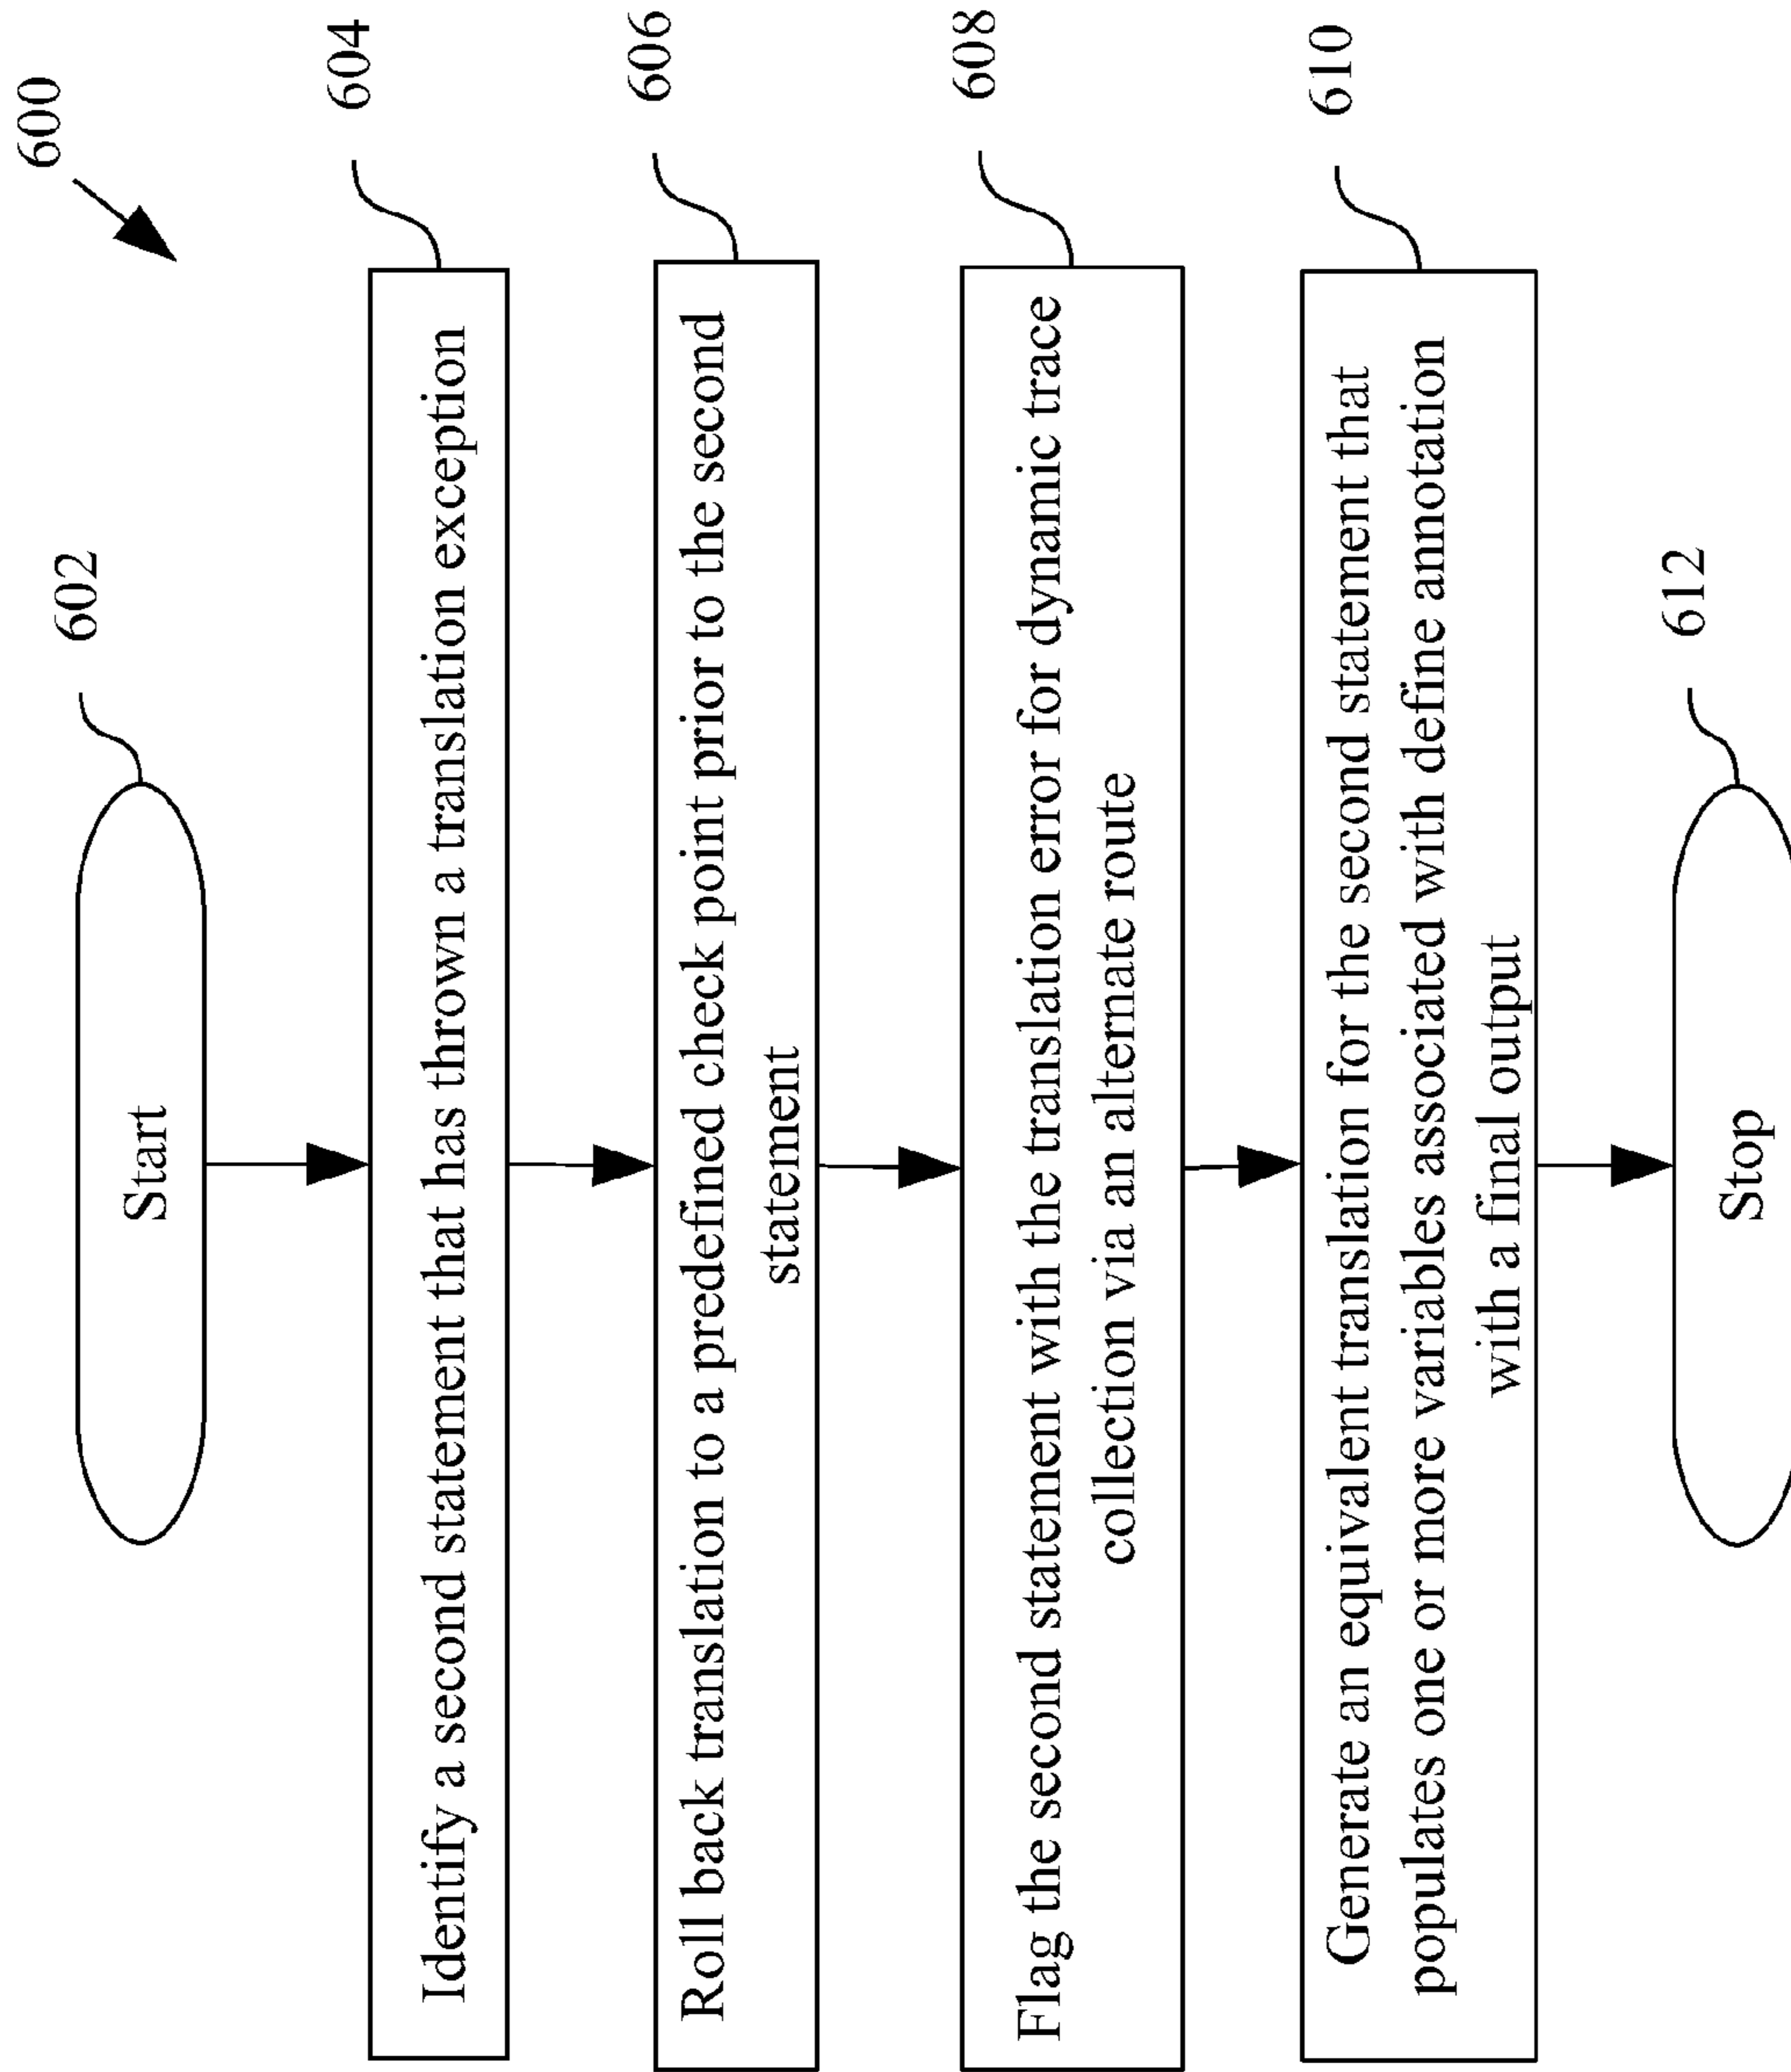 600
602
Start
604
Identify a second statement that has thrown a translation exception
606
Roll back translation to a predefined check point prior to the second
statement
608
Flag the second statement with the translation error for dynamic trace
collection via an alternate route
610
Generate an equivalent translation for the second statement that
populates one or more variables associated with define annotation
with a final output
612
Stop